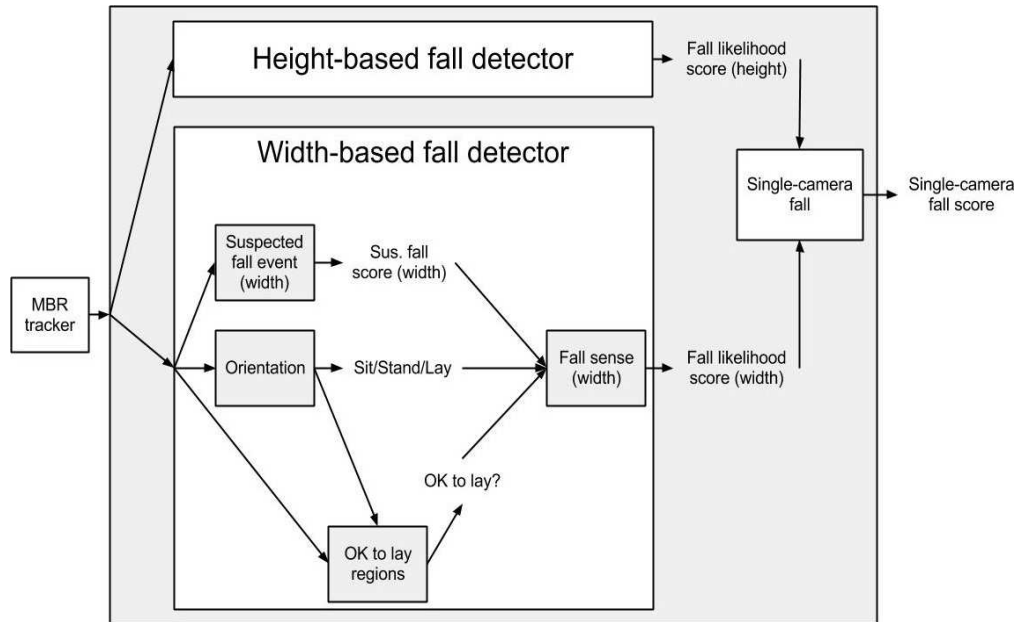 Height-based fall detector
Fall likelihood
score (height)
Width-based fall detector
Single-camera
fall
Single-camera
fall score
Suspected
fall event
(width)
Sus. fall
score (width)
MBR
tracker
Orientation
Sit/Stand/Lay
Fall sense
(width)
Fall likelihood
score (width)
OK to lay?
OK to lay
regions